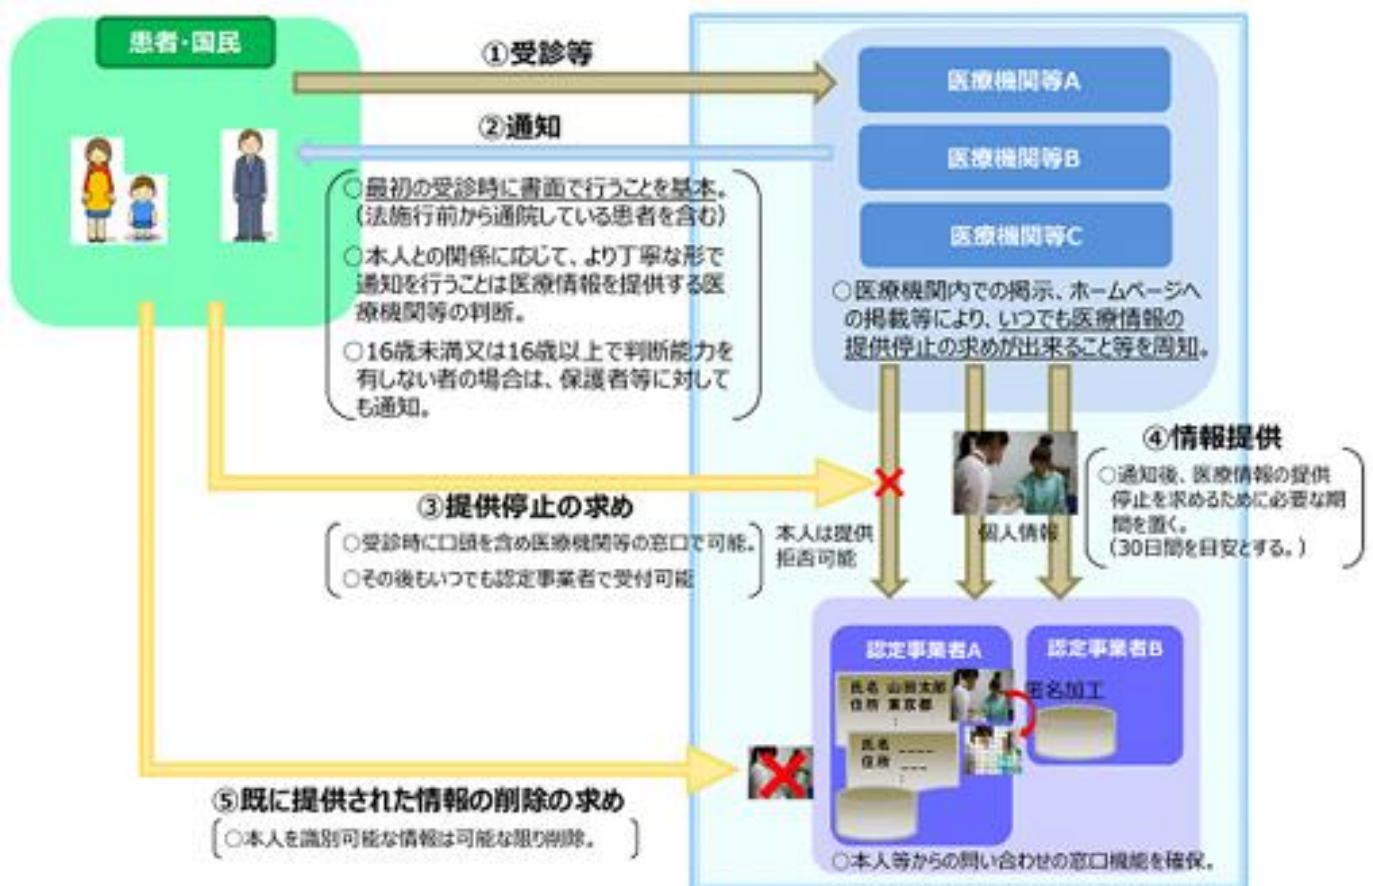 患者・国民
①受診等
②通知
○最初の受診時に書面で行うことを基本。
（法施行前から通院している患者を含む）
○本人との関係に応じて、より丁寧な形で
通知を行うことは医療情報を提供する医
療機関等の判断。
○16歳未満又は16歳以上で判断能力を
有しない者の場合は、保護者等に対して
も通知。
医療機関等A
医療機関等B
医療機関等C
○医療機関内での掲示、ホームページへ
の掲載等により、いつでも医療情報の
提供停止の求めが出来ること等を周知。
③提供停止の求め
○受診時に口頭を含め医療機関等の窓口で可能。
○その後もいつでも認定事業者で受付可能
本人は提供
拒否可能
個人情報
④情報提供
○通知後、医療情報の提供
停止を求めるために必要な期
間を置く。
（30日間を目安とする。）
認定事業者A
氏名 山田太郎
住所 東京都
：
氏名 ____
住所 ___
：
認定事業者B
匿名加工
⑤既に提供された情報の削除の求め
○本人を識別可能な情報は可能な限り削除。
○本人等からの問い合わせの窓口機能を確保。